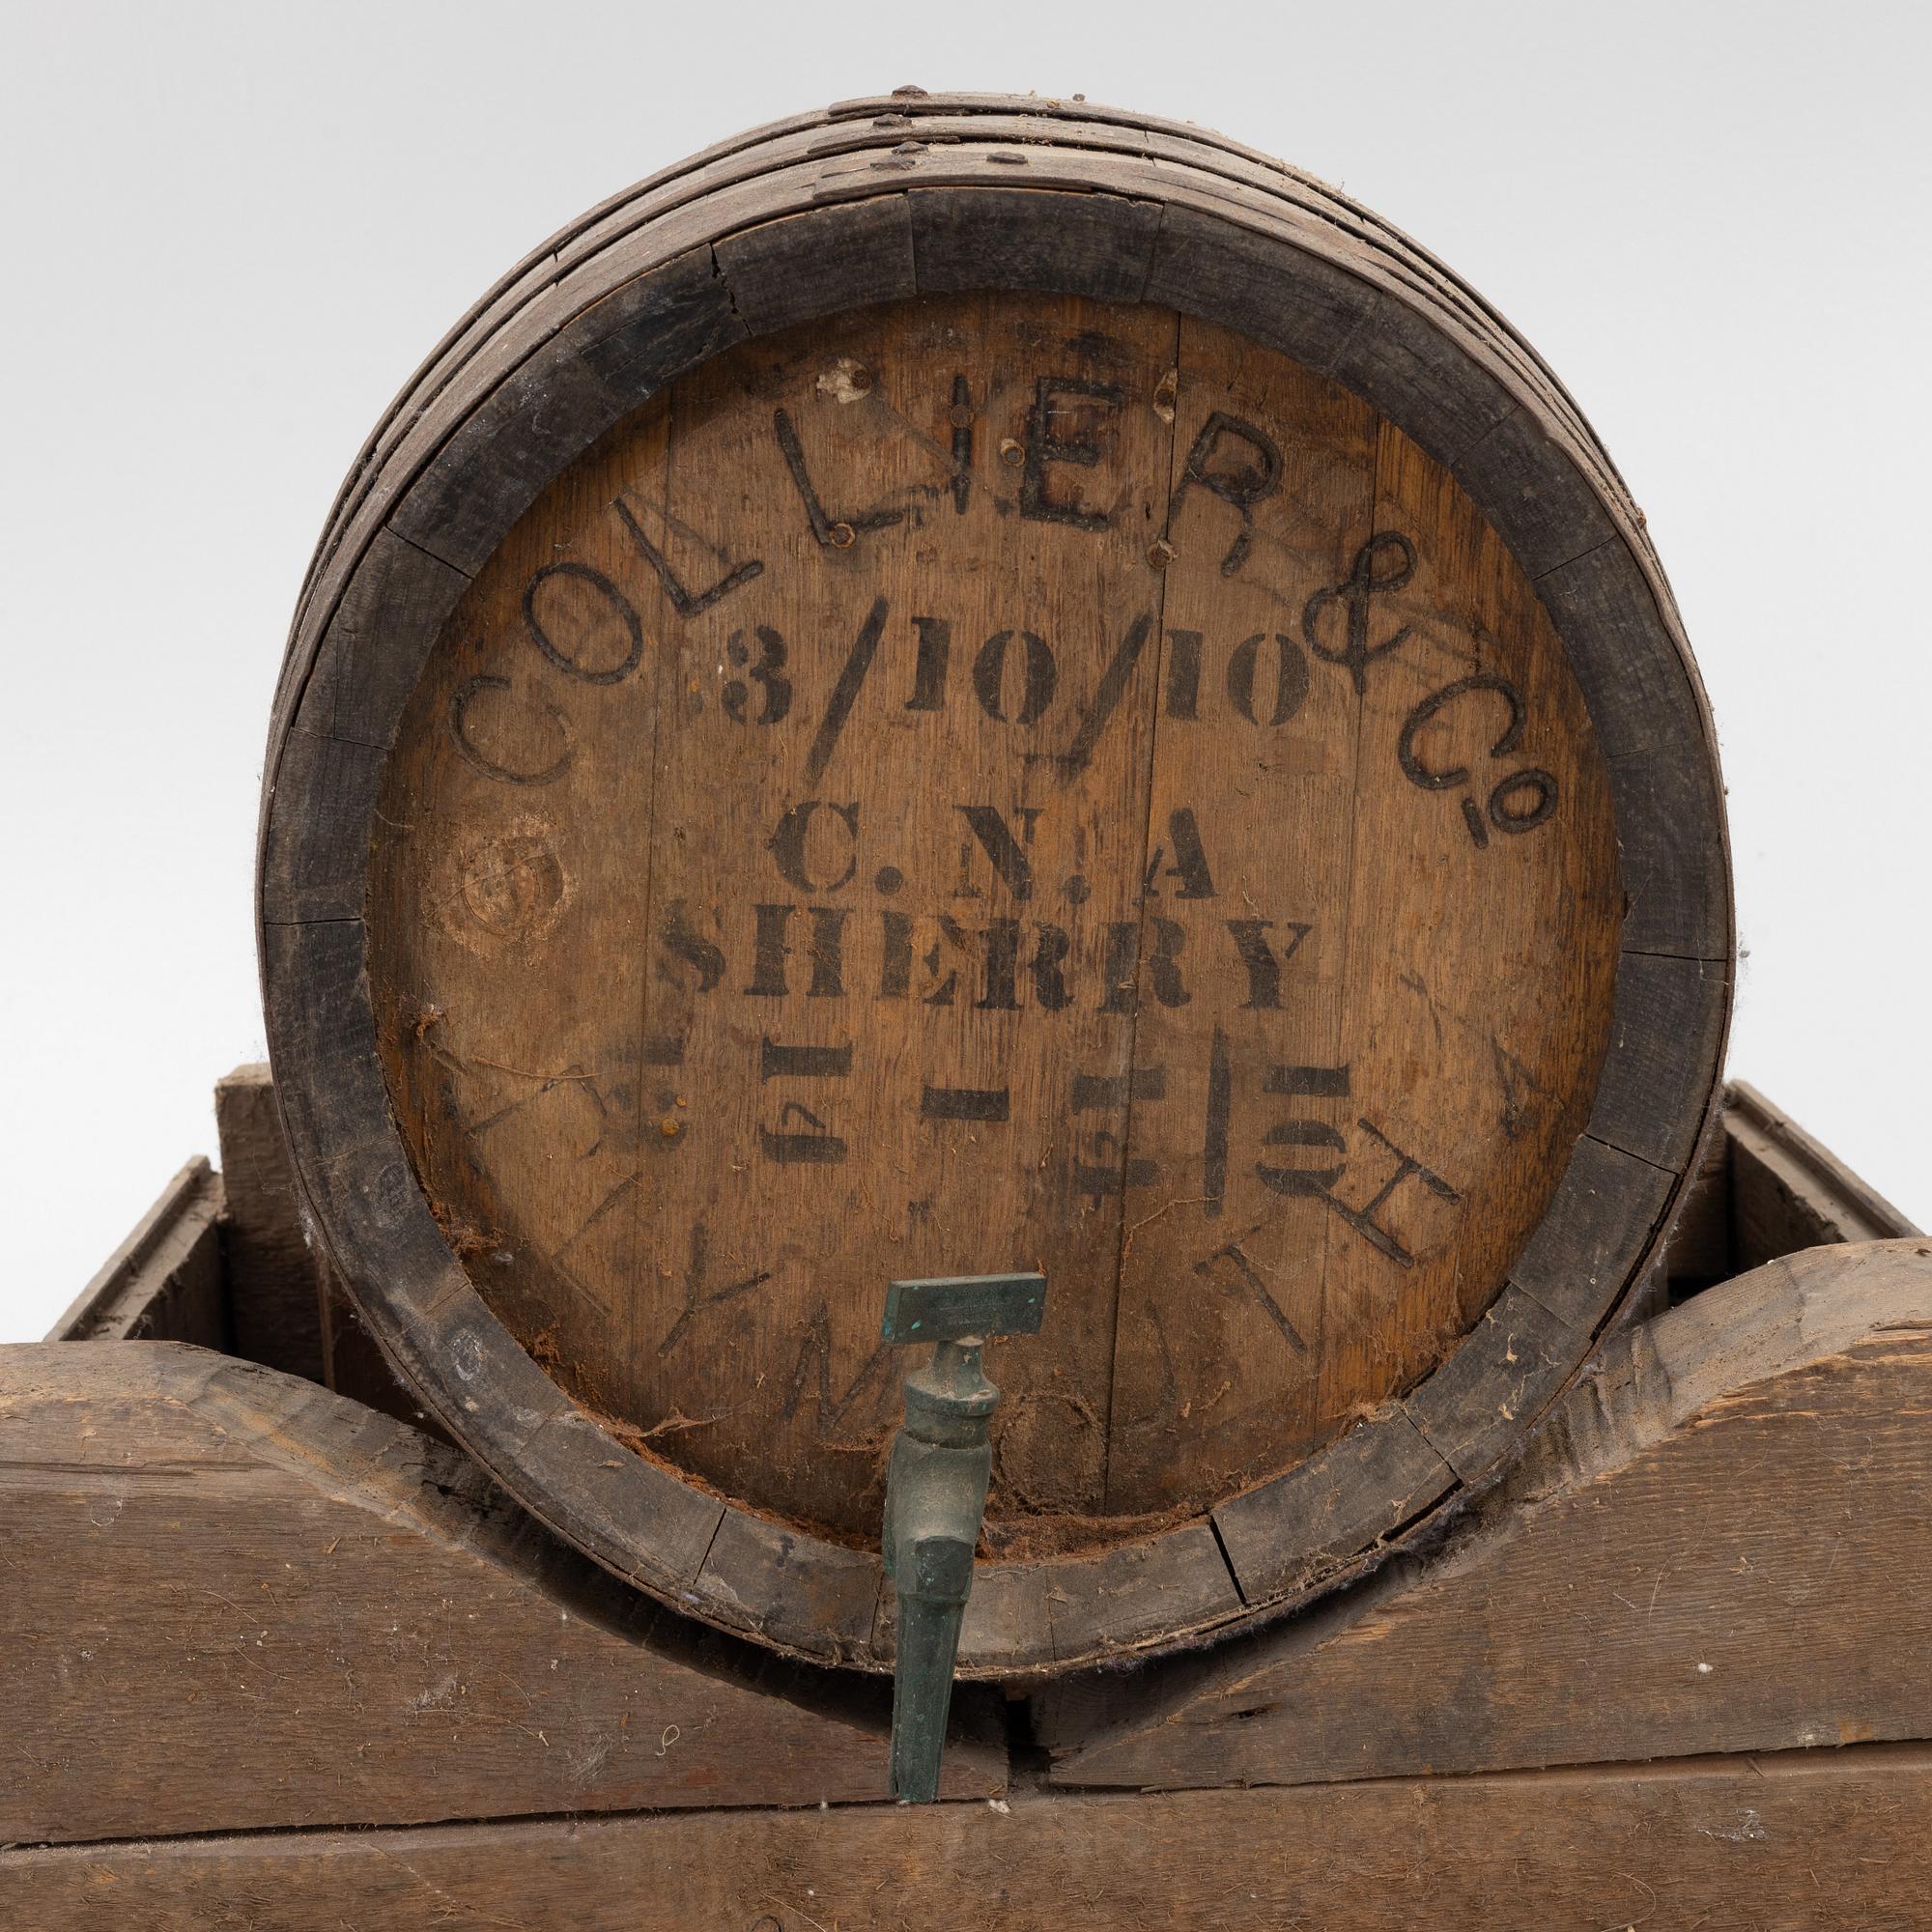 COLLIER & Co
3/10/10
C. N. A
SHERRY
PLYMOUTH